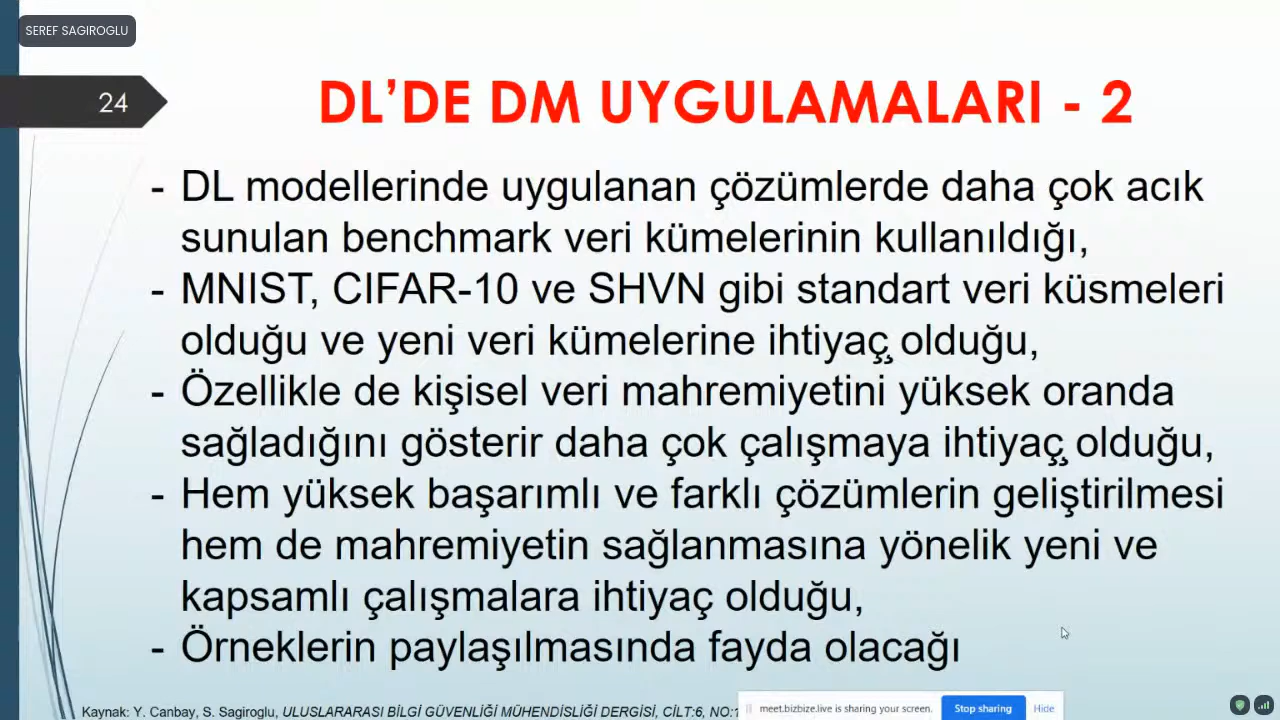 SEREF SAGIROGLU
24
DL’DE DM UYGULAMALARI - 2
- DL modellerinde uygulanan çözümlerde daha çok acık
sunulan benchmark veri kümelerinin kullanıldığı,
- MNIST, CIFAR-10 ve SHVN gibi standart veri küsmeleri
olduğu ve yeni veri kümelerine ihtiyaç̧ olduğu,
- Özellikle de kişisel veri mahremiyetini yüksek oranda
sağladığını gösterir daha çok çalışmaya ihtiyaç̧ olduğu,
- Hem yüksek başarımlı ve farklı çözümlerin geliştirilmesi
hem de mahremiyetin sağlanmasına yönelik yeni ve
kapsamlı çalışmalara ihtiyaç olduğu,
- Örneklerin paylaşılmasında fayda olacağı
Kaynak: Y. Canbay, S. Sagiroglu, ULUSLARARASI BİLGİ GÜVENLİĞİ MÜHENDİSLİĞİ DERGİSİ, CİLT:6, NO:1
meet.bizbize.live is sharing your screen. Stop sharing Hide